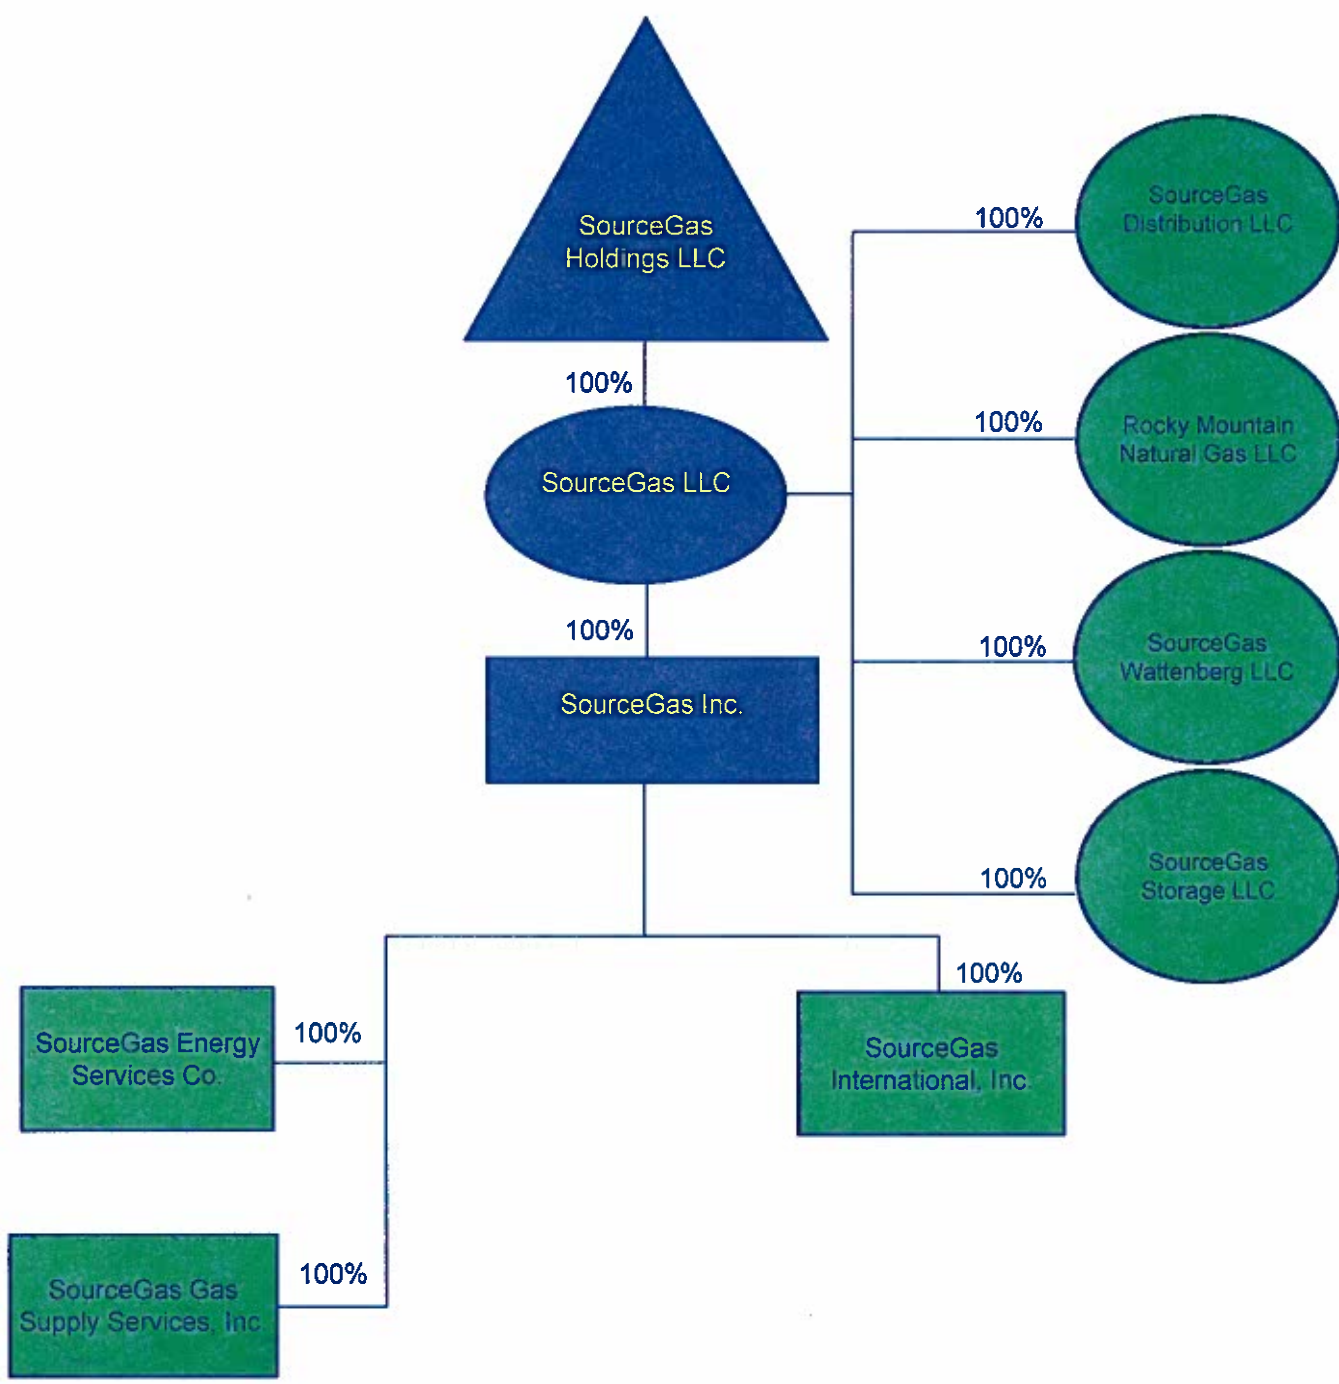 SourceGas
Holdings LLC
100%
SourceGas LLC
100%
SourceGas Inc.
100%
SourceGas
Distribution LLC
100%
Rocky Mountain
Natural Gas LLC
100%
SourceGas
Wattenberg LLC
100%
SourceGas
Storage LLC
SourceGas Energy
Services Co.
100%
100%
SourceGas
International, Inc.
SourceGas Gas
Supply Services, Inc
100%